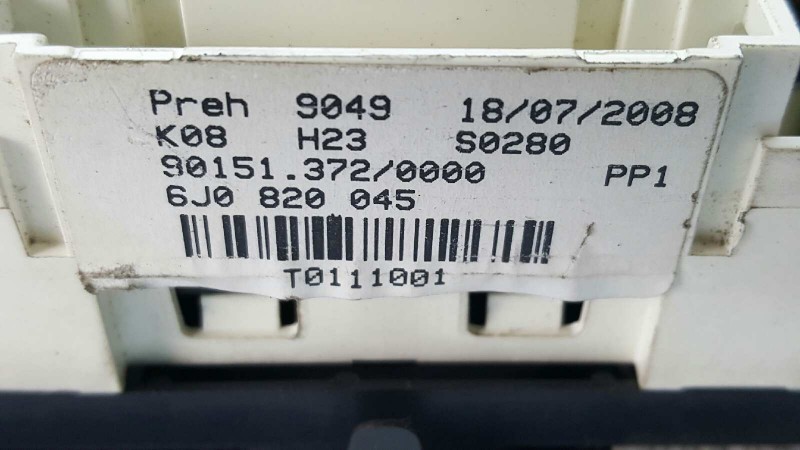 Preh 9049 18/07/2008
K08 H23 S0280
90151.372/0000 PP1
6J0 820 045
T0111001